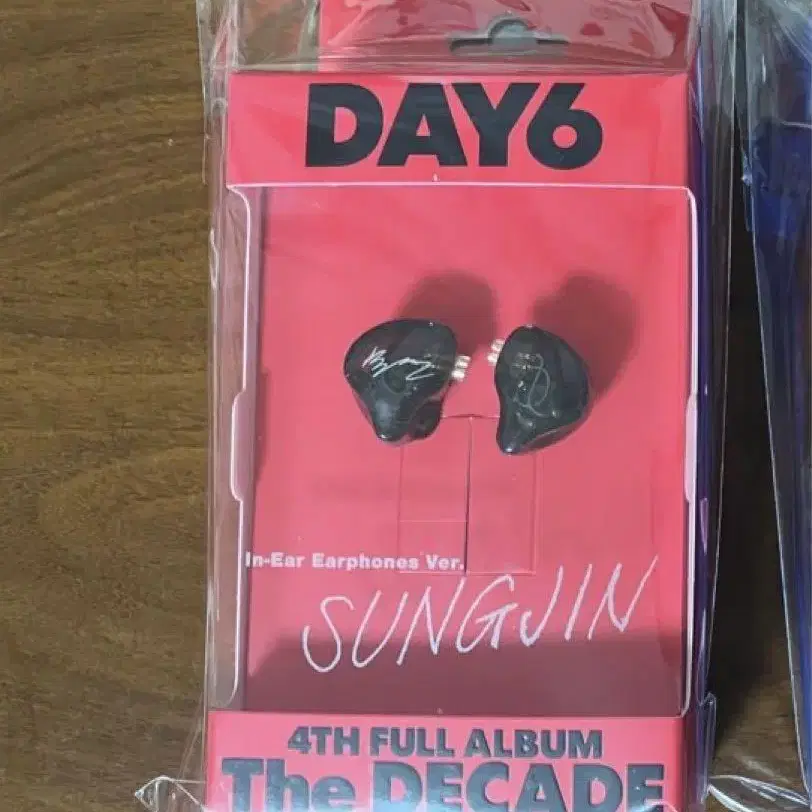 DAY6
In-Ear Earphones Ver.
SUNGJIN
4TH FULL ALBUM
The DECADE